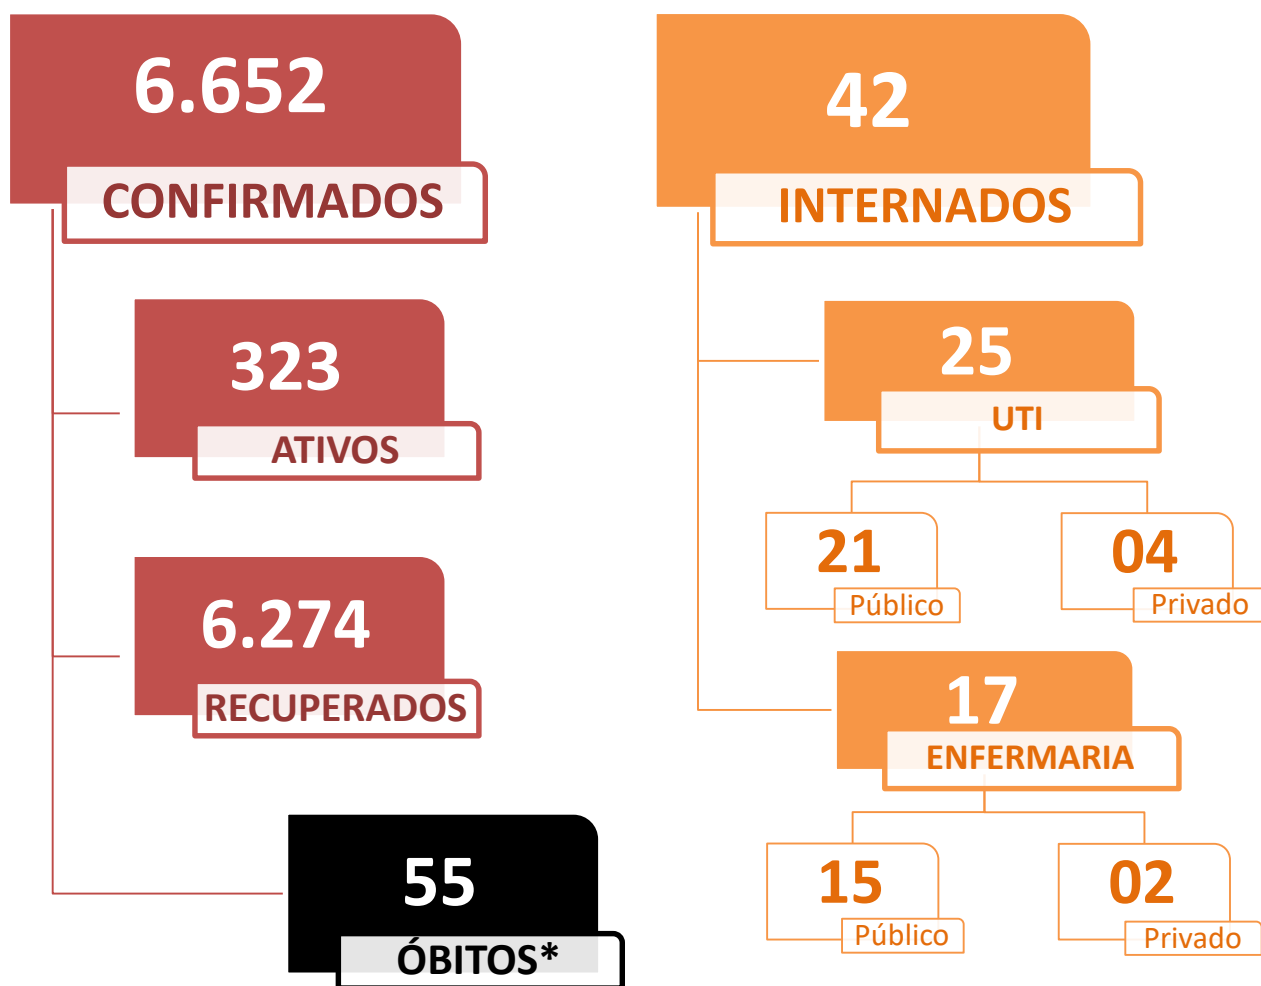 6.652
CONFIRMADOS
323
ATIVOS
6.274
RECUPERADOS
55
ÓBITOS*
42
INTERNADOS
25
UTI
21
Público
04
Privado
17
ENFERMARIA
15
Público
02
Privado